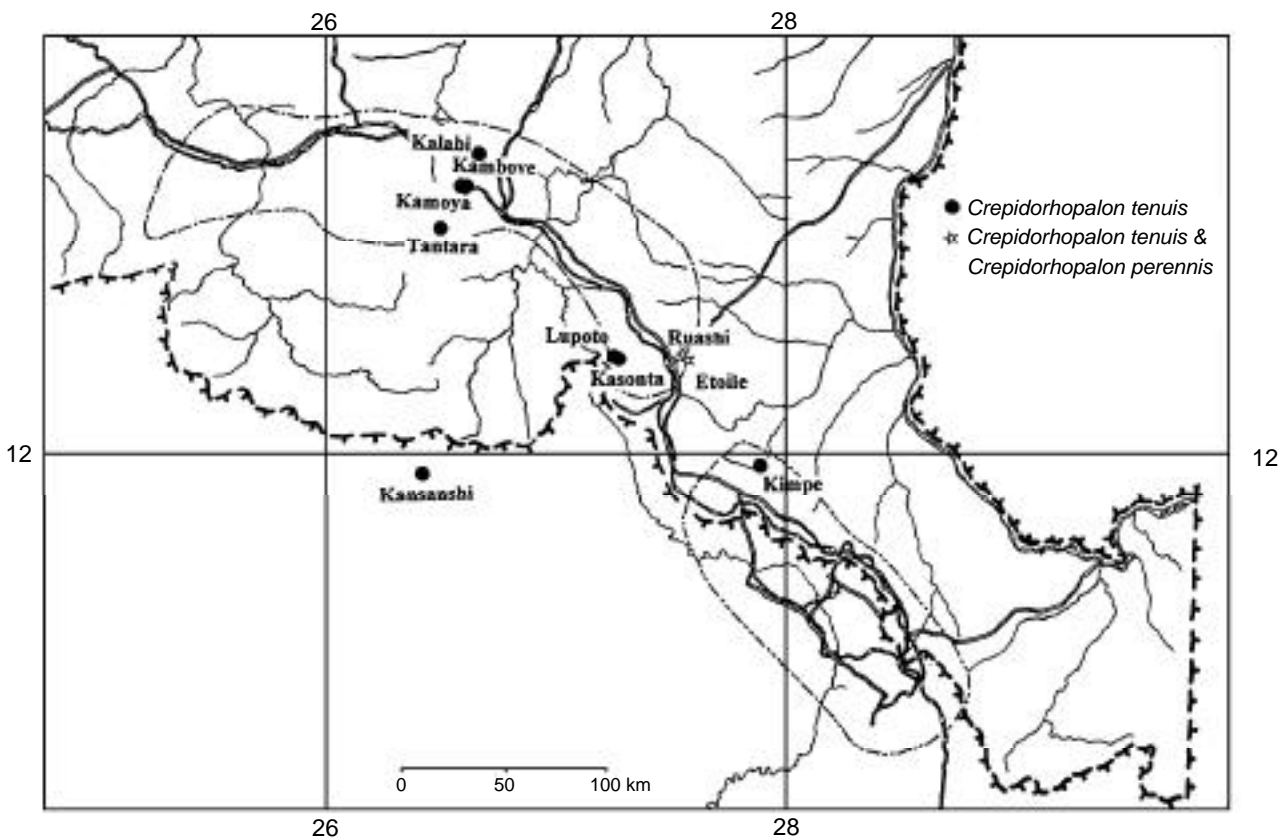 26 28
Kalabi
Kambove
Kamoya
Tantara
Crepidorhopalon tenuis
Crepidorhopalon tenuis &
Crepidorhopalon perennis
Lupoto Ruashi
Kasonta Etoile
12 12
Kansanshi Kimpe
0 50 100 km
26 28